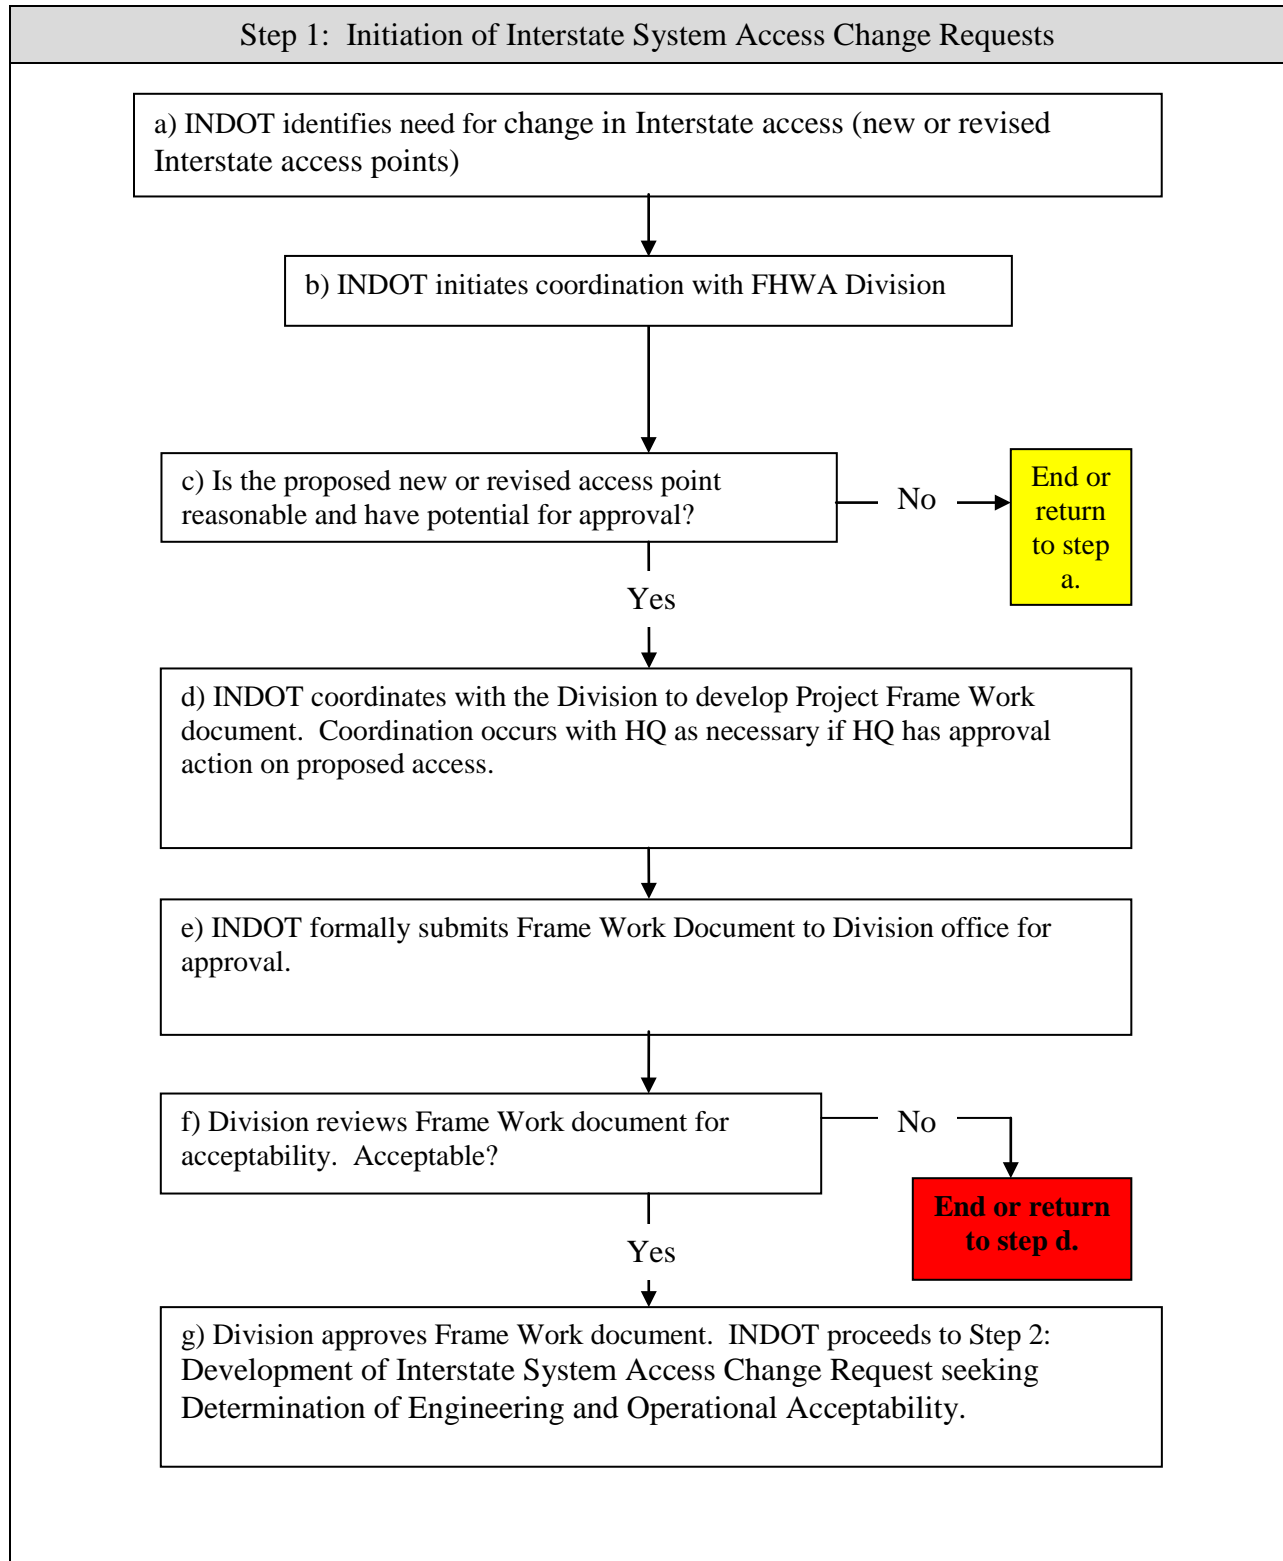 Step 1:  Initiation of Interstate System Access Change Requests
a) INDOT identifies need for change in Interstate access (new or revised
Interstate access points)
b) INDOT initiates coordination with FHWA Division
c) Is the proposed new or revised access point
reasonable and have potential for approval?
No
End or
return
to step
a.
Yes
d) INDOT coordinates with the Division to develop Project Frame Work
document.  Coordination occurs with HQ as necessary if HQ has approval
action on proposed access.
e) INDOT formally submits Frame Work Document to Division office for
approval.
f) Division reviews Frame Work document for
acceptability.  Acceptable?
No
End or return
to step d.
Yes
g) Division approves Frame Work document.  INDOT proceeds to Step 2:
Development of Interstate System Access Change Request seeking
Determination of Engineering and Operational Acceptability.